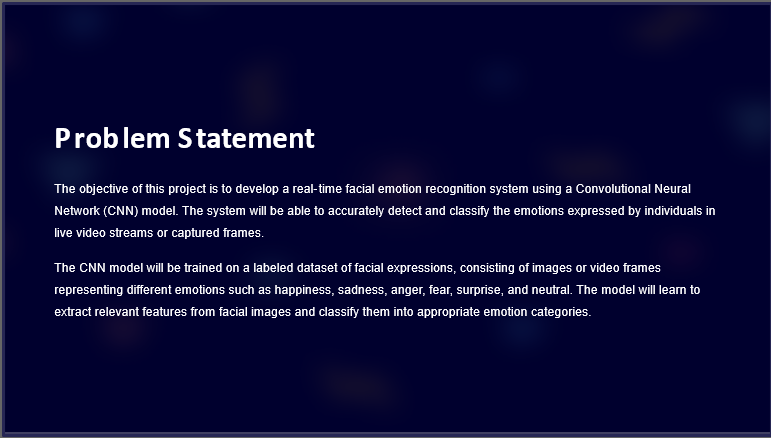 Problem Statement
The objective of this project is to develop a real-time facial emotion recognition system using a Convolutional Neural
Network (CNN) model. The system will be able to accurately detect and classify the emotions expressed by individuals in
live video streams or captured frames.
The CNN model will be trained on a labeled dataset of facial expressions, consisting of images or video frames
representing different emotions such as happiness, sadness, anger, fear, surprise, and neutral. The model will learn to
extract relevant features from facial images and classify them into appropriate emotion categories.